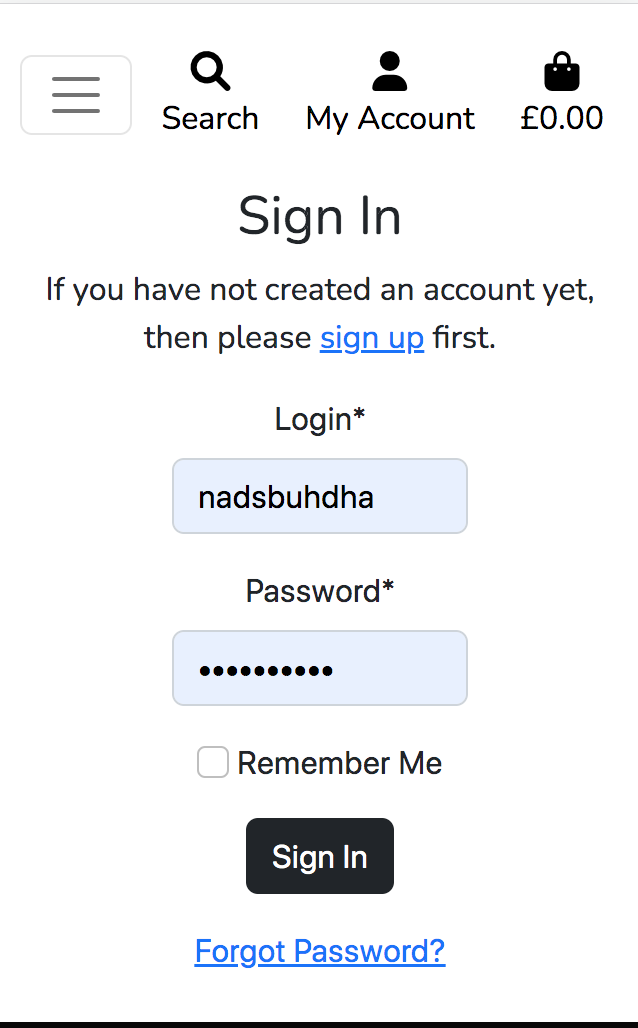 Search
My Account
£0.00
Sign In
If you have not created an account yet,
then please sign up first.
Login*
nadsbuhdha
Password*
••••••••••
Remember Me
Sign In
Forgot Password?